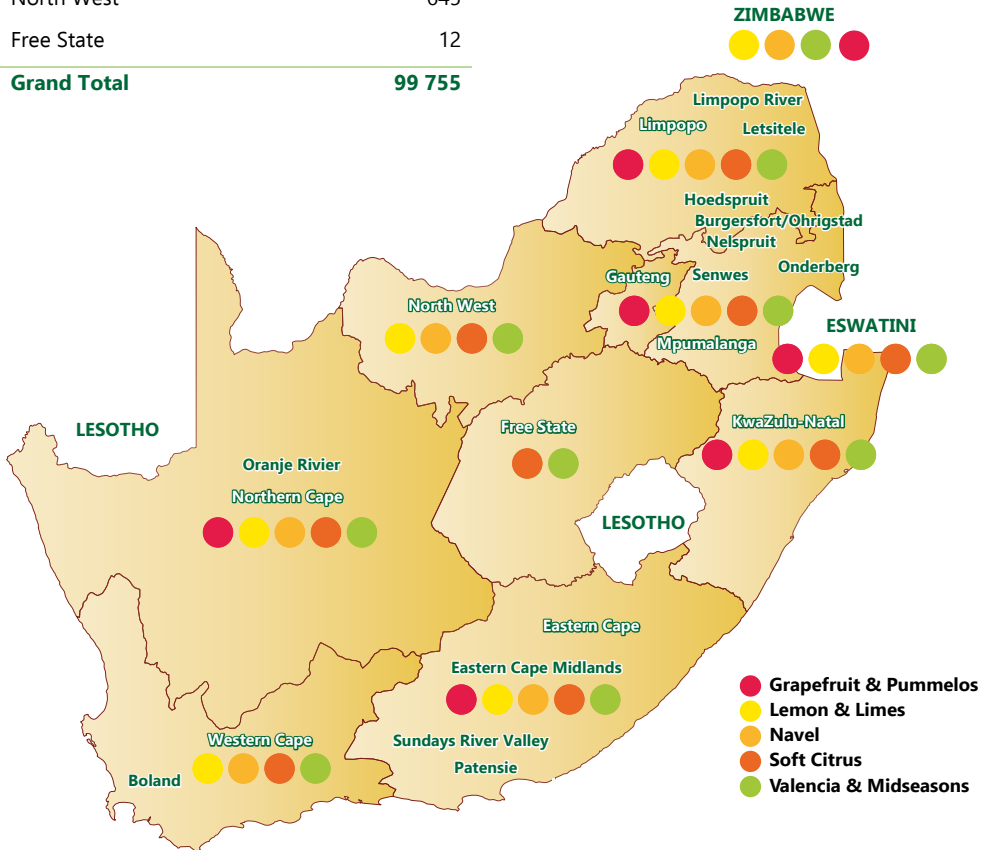 Free State 12
Grand Total 99 755
ZIMBABWE
Limpopo River
Limpopo Letsitele
Hoedspruit
Burgersfort/Ohrigstad
Nelspruit
Onderberg
Gauteng Senwes
Mpumalanga
ESWATINI
North West
LESOTHO
Free State
KwaZulu-Natal
Oranje Rivier
Northern Cape
LESOTHO
Eastern Cape
Eastern Cape Midlands
Sundays River Valley
Patensie
Western Cape
Boland
Grapefruit & Pummelos
Lemon & Limes
Navel
Soft Citrus
Valencia & Midseasons